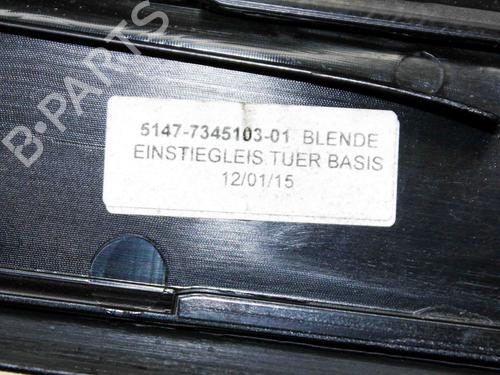 B-PARTS
5147-7345103-01 BLENDE
EINSTIEGLEIS.TUER BASIS
12/01/15